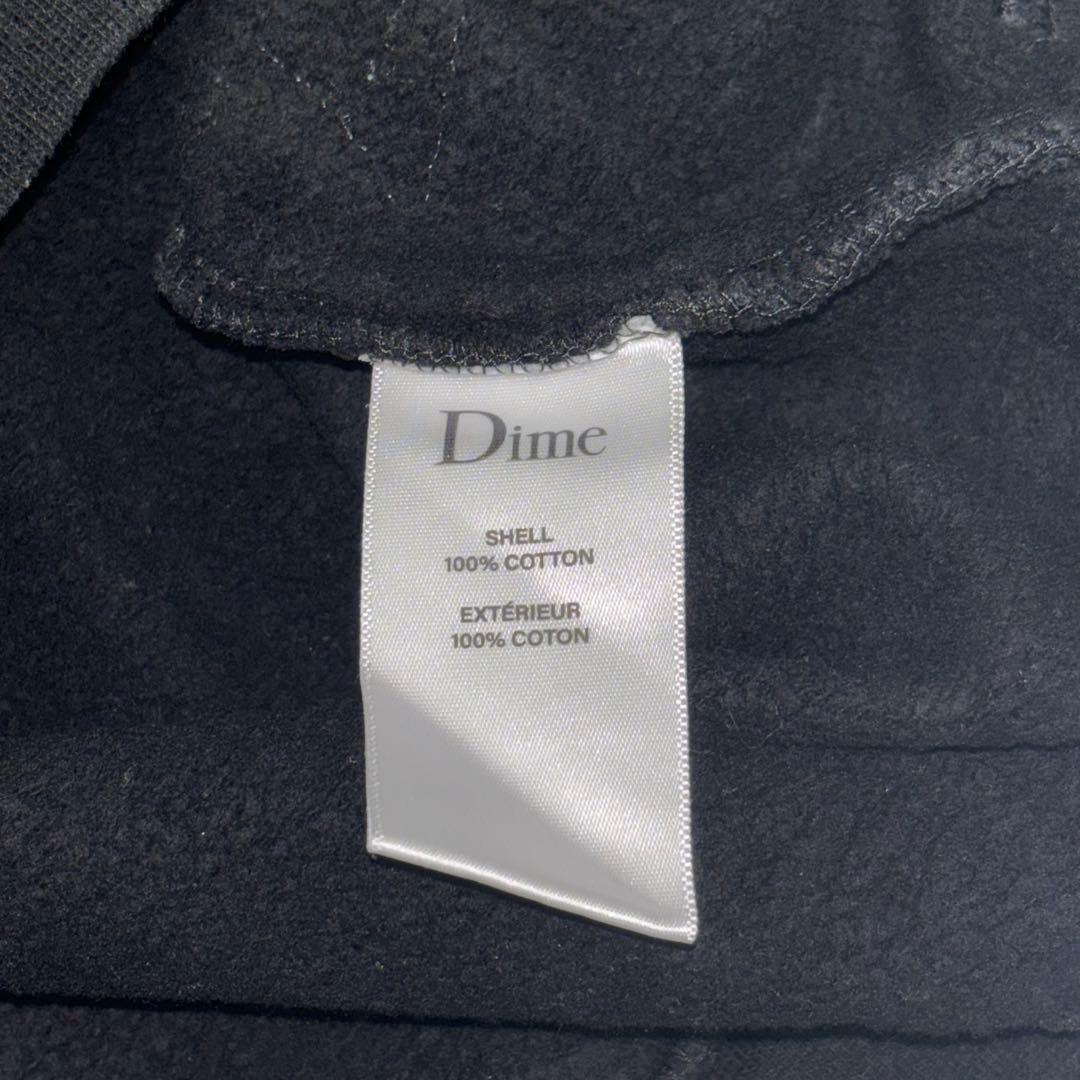 Dime
SHELL
100% COTTON
EXTÉRIEUR
100% COTON